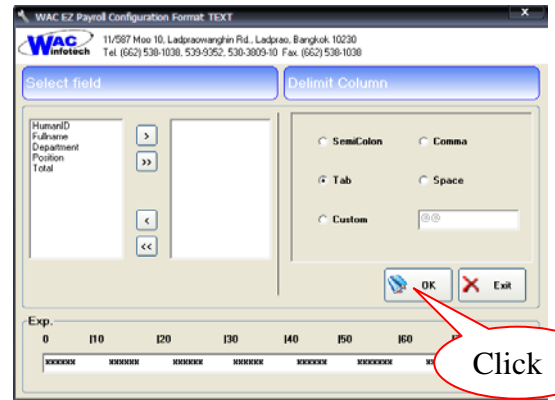 WAC EZ Payrol Configuration Format TEXT
x
WAC
Infotech
11/587 Moo 10, Ladpraowanghin Rd., Ladprao, Bangkok 10230
Tel. (662) 538-1038, 539-9352, 530-3809-10 Fax. (662) 538-1038
Select field
Delimit Column
HumanID
Fullname
Department
Position
Total
>
>>
<
<<
SemiColon
Comma
Tab
Space
Custom
@@
OK
Exit
Exp.
0 |10 |20 |30 |40 |50 |60
xxxxxx xxxxxx xxxxxx xxxxxx xxxxxx xxxxxxx
Click